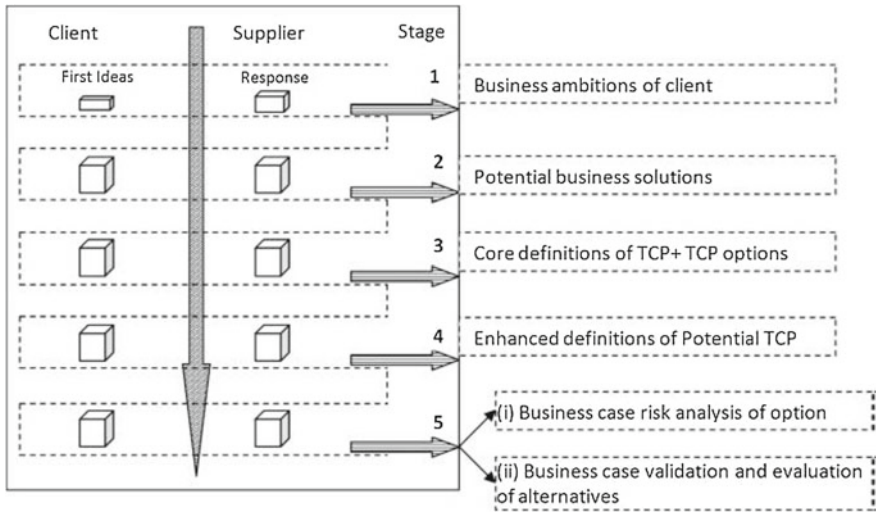 Client Supplier Stage
First Ideas Response 1
Business ambitions of client
2
Potential business solutions
3
Core definitions of TCP+ TCP options
4
Enhanced definitions of Potential TCP
5
(i) Business case risk analysis of option
(ii) Business case validation and evaluation
of alternatives